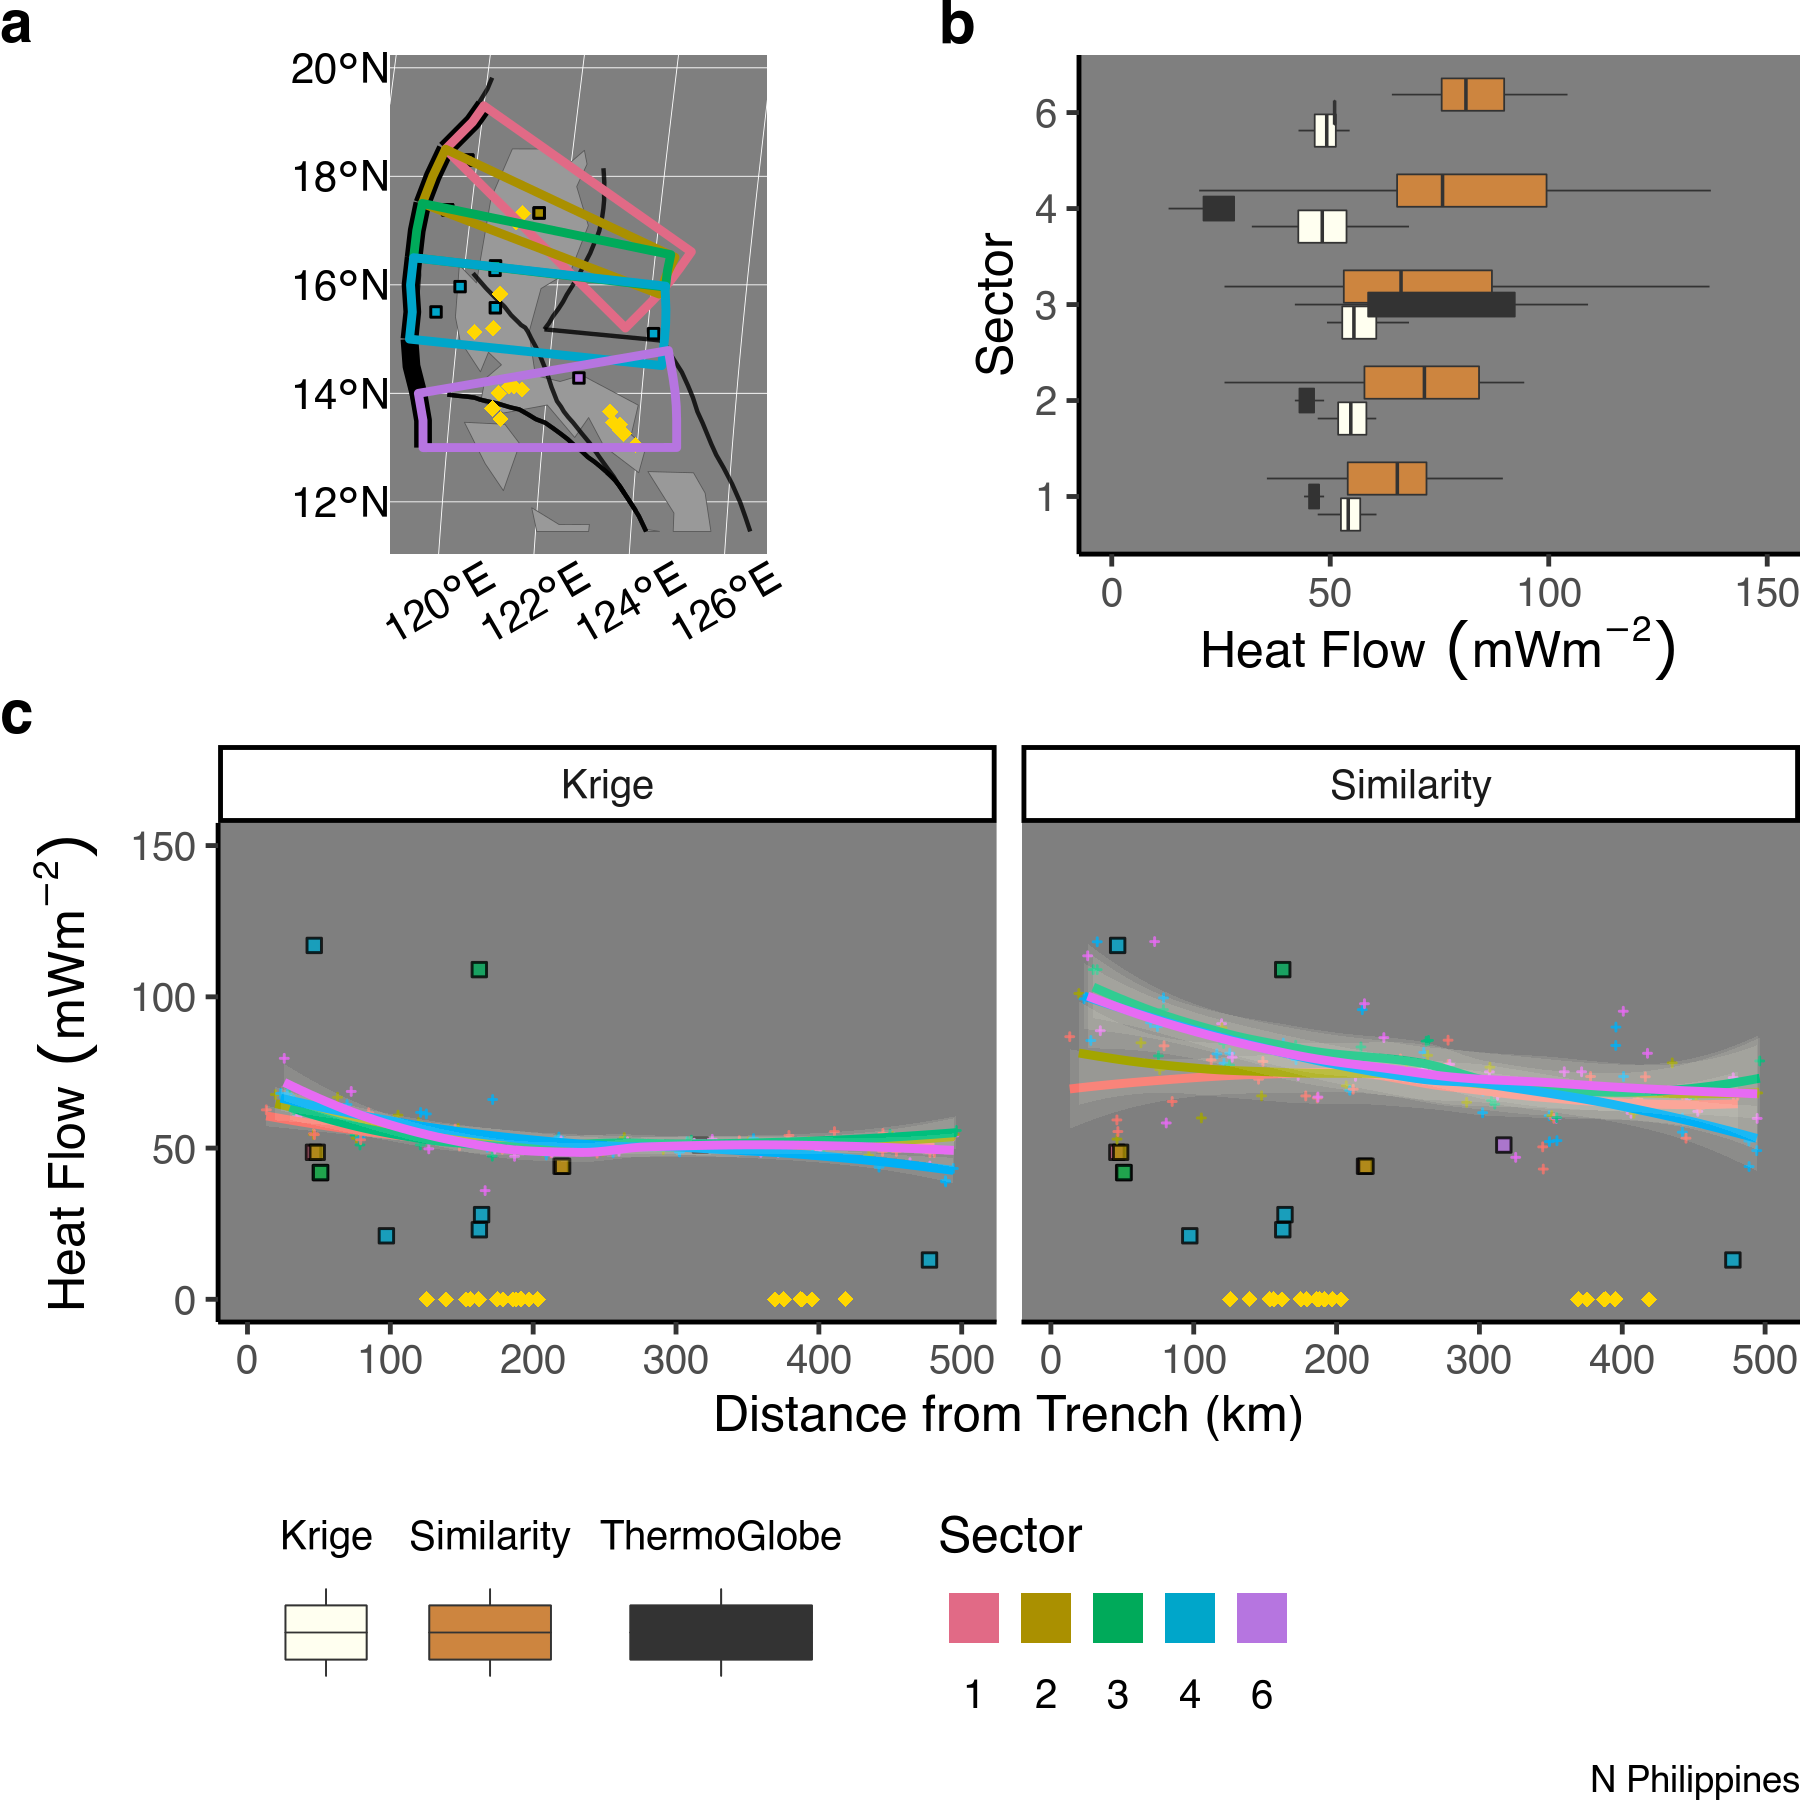 a
b
20°N
18°N
16°N
14°N
12°N
120°E
122°E
124°E
126°E
Sector
6
4
3
2
1
0
50
100
150
Heat Flow (mWm⁻²)
c
Krige
Similarity
Heat Flow (mWm⁻²)
150
100
50
0
0
100
200
300
400
500
0
100
200
300
400
500
Distance from Trench (km)
Krige
Similarity
ThermoGlobe
Sector
1
2
3
4
6
N Philippines